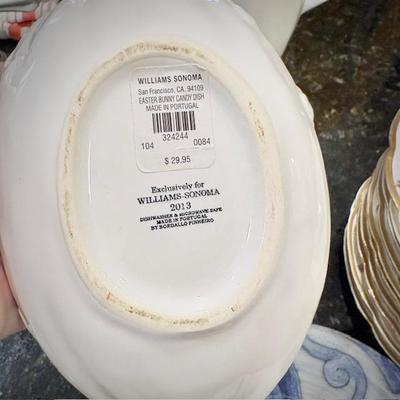 WILLIAMS SONOMA
San Francisco, CA. 94109
EASTER BUNNY CANDY DISH
MADE IN PORTUGAL
324244
104 0084
$ 29.95
Exclusively for
WILLIAMS-SONOMA
2013
DISHWASHER & MICROWAVE SAFE
MADE IN PORTUGAL
BY BORDALLO PINHEIRO